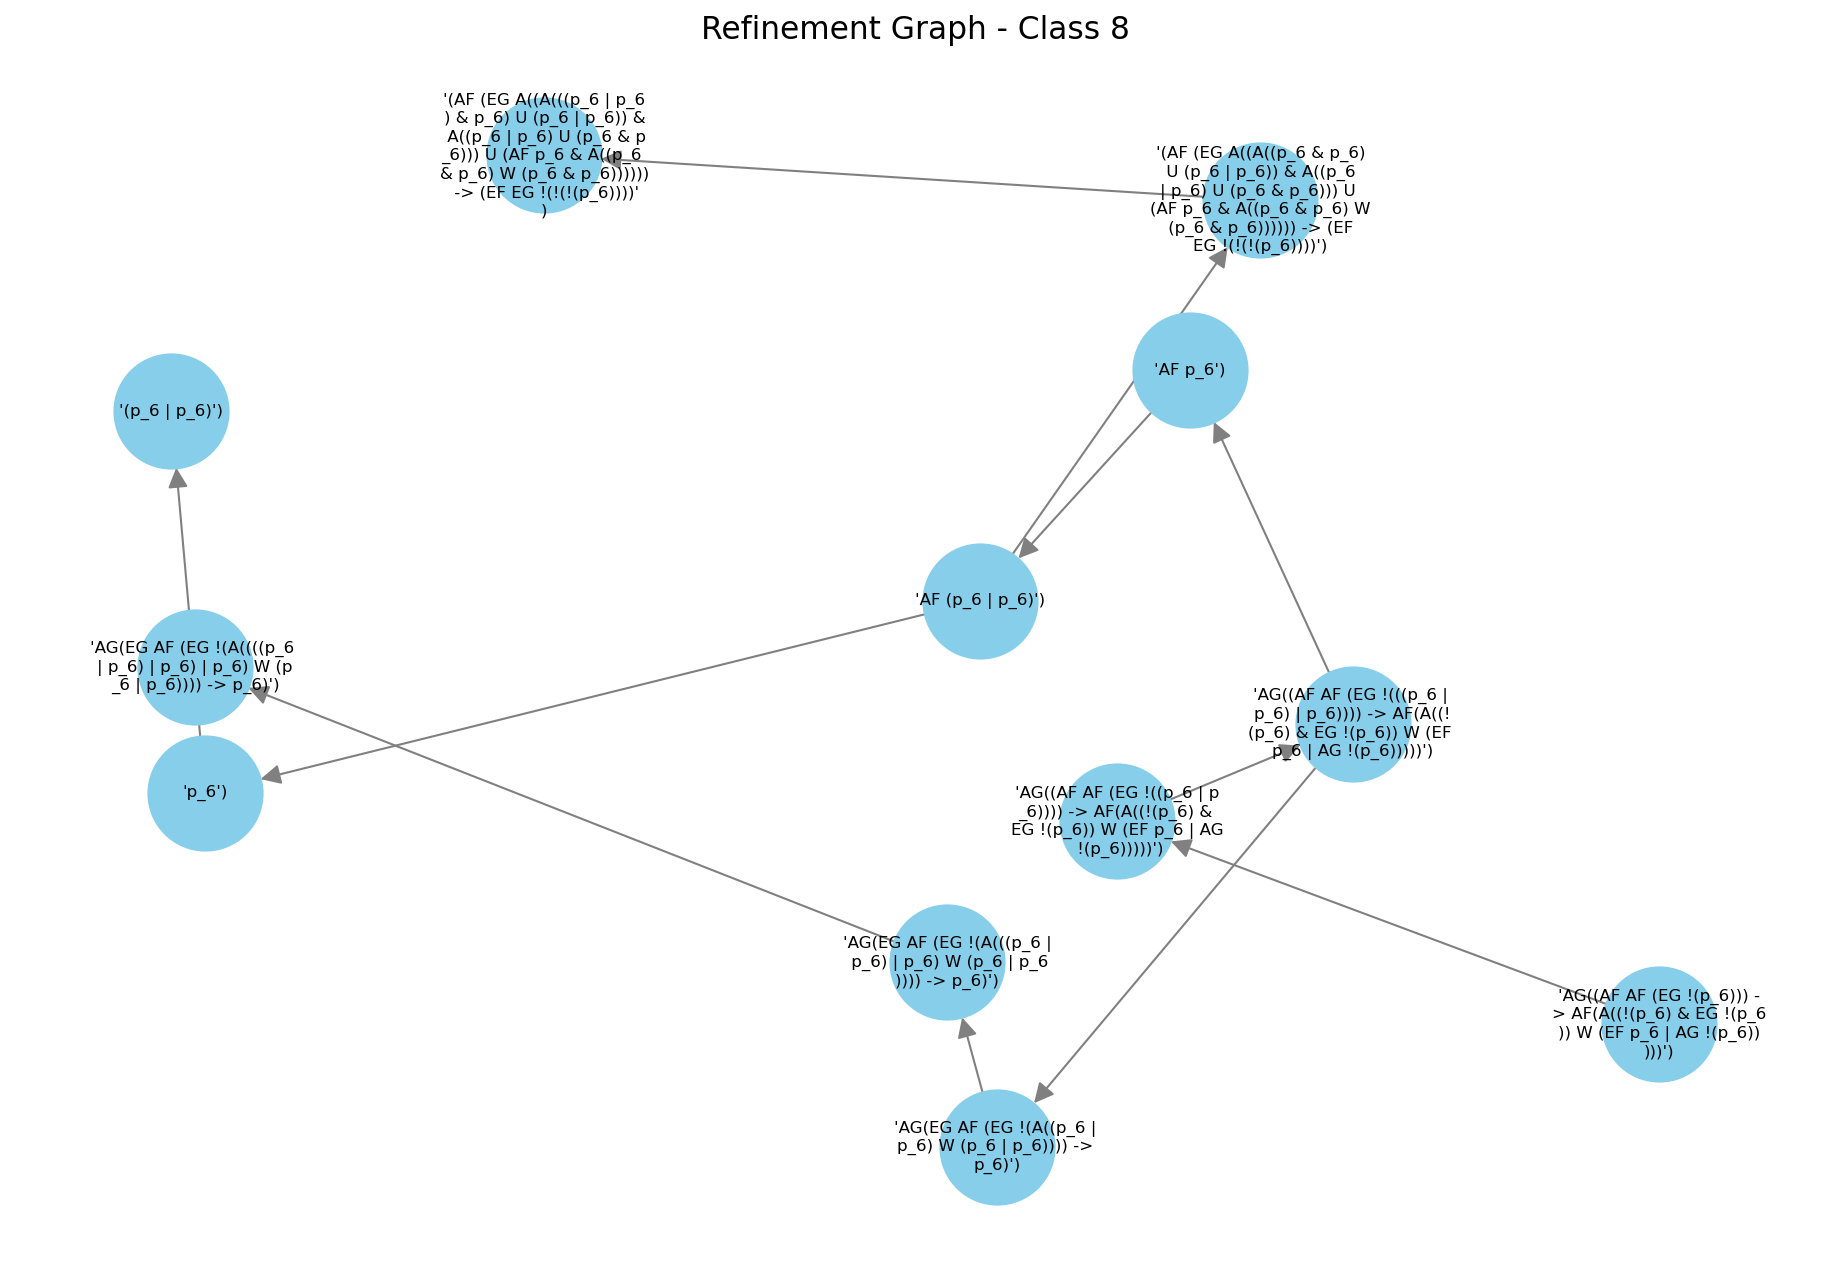 Refinement Graph - Class 8
'(AF (EG A((A(((p_6 | p_6
) & p_6) U (p_6 | p_6)) &
A((p_6 | p_6) U (p_6 & p
_6))) U (AF p_6 & A((p_6
& p_6) W (p_6 & p_6))))))
-> (EF EG !(!(!(p_6))))'
)
'(AF (EG A((A((p_6 & p_6)
U (p_6 | p_6)) & A((p_6
| p_6) U (p_6 & p_6))) U
(AF p_6 & A((p_6 & p_6) W
(p_6 & p_6)))))) -> (EF
EG !(!(!(p_6))))')
'AF p_6')
'(p_6 | p_6)')
'AF (p_6 | p_6)')
'AG(EG AF (EG !(A((((p_6
| p_6) | p_6) | p_6) W (p
_6 | p_6)))) -> p_6)')
'p_6')
'AG((AF AF (EG !(((p_6 |
p_6) | p_6)))) -> AF(A((!
(p_6) & EG !(p_6)) W (EF
p_6 | AG !(p_6)))))')
'AG((AF AF (EG !((p_6 | p
_6)))) -> AF(A((!(p_6) &
EG !(p_6)) W (EF p_6 | AG
!(p_6)))))')
'AG(EG AF (EG !(A(((p_6 |
p_6) | p_6) W (p_6 | p_6
)))) -> p_6)')
'AG((AF AF (EG !(p_6))) -
> AF(A((!(p_6) & EG !(p_6
)) W (EF p_6 | AG !(p_6))
)))')
'AG(EG AF (EG !(A((p_6 |
p_6) W (p_6 | p_6)))) ->
p_6)')